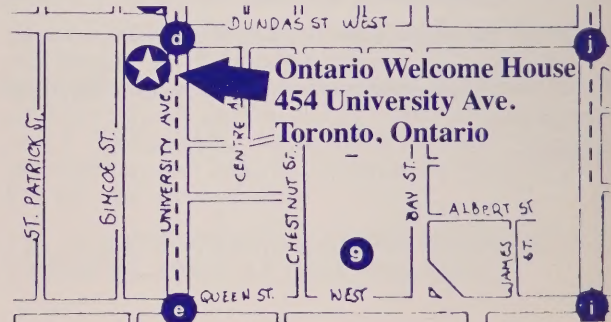 DUNDAS ST WEST
d
j
Ontario Welcome House
454 University Ave.
Toronto, Ontario
ST. PATRICK ST.
SIMCOE ST.
UNIVERSITY AVE.
CENTRE
CHESTNUT ST.
BAY ST.
ALBERT ST
JAMES ST.
9
e
QUEEN ST. WEST
i